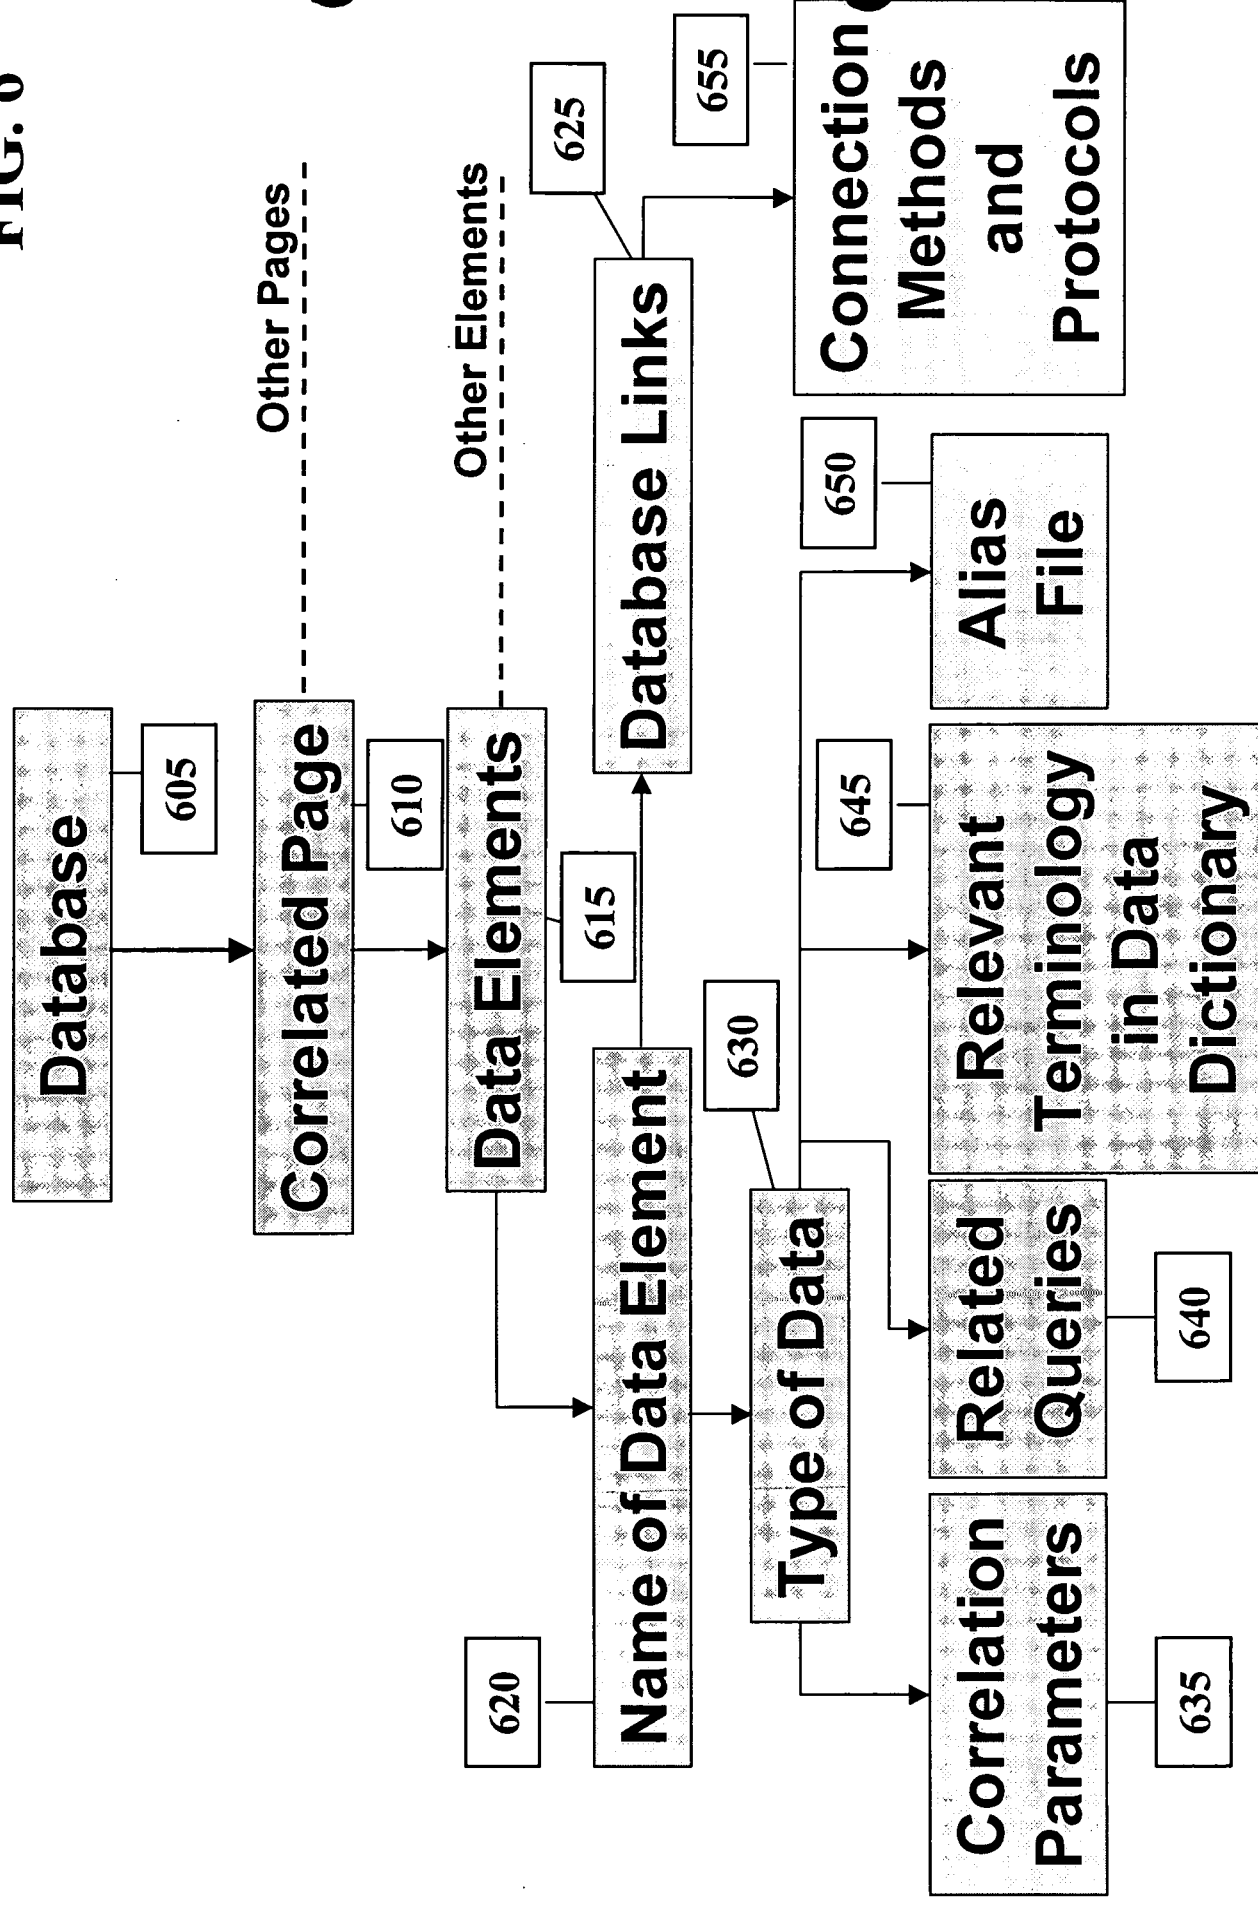 FIG. 6
Database
605
Other Pages
Correlated Page
610
Other Elements
Data Elements
615
620
Name of Data Element
Database Links
625
630
Type of Data
655
Connection
Methods
and
Protocols
Correlation
Parameters
635
Related
Queries
640
645
Relevant
Terminology
in Data
Dictionary
650
Alias
File